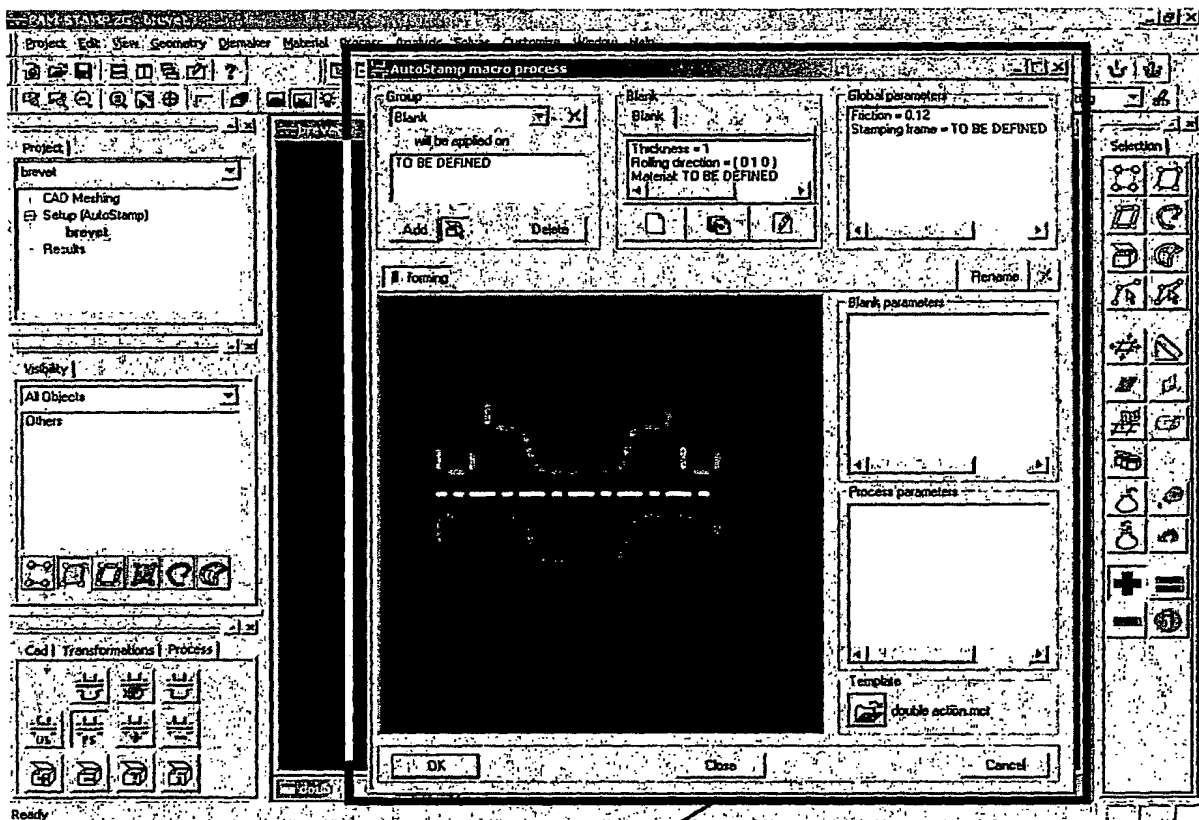 PAM-STAMP 2G - brevet
Project Edit View Geometry Diemaker Material Process Analysis Solver Customize Window Help
?
AutoStamp macro process
Group
Blank
will be applied on
TO BE DEFINED
Add
Delete
Blank
Blank
Thickness = 1
Rolling direction = ( 0 1 0 )
Material: TO BE DEFINED
Global parameters
Friction = 0.12
Stamping frame = TO BE DEFINED
Forming
Rename
Blank parameters
Process parameters
Template
double action.mct
OK
Close
Cancel
Project
brevet
CAD Meshing
Setup (AutoStamp)
brevet
Results
Visibility
All Objects
Others
Cad
Transformations
Process
Selection
Ready